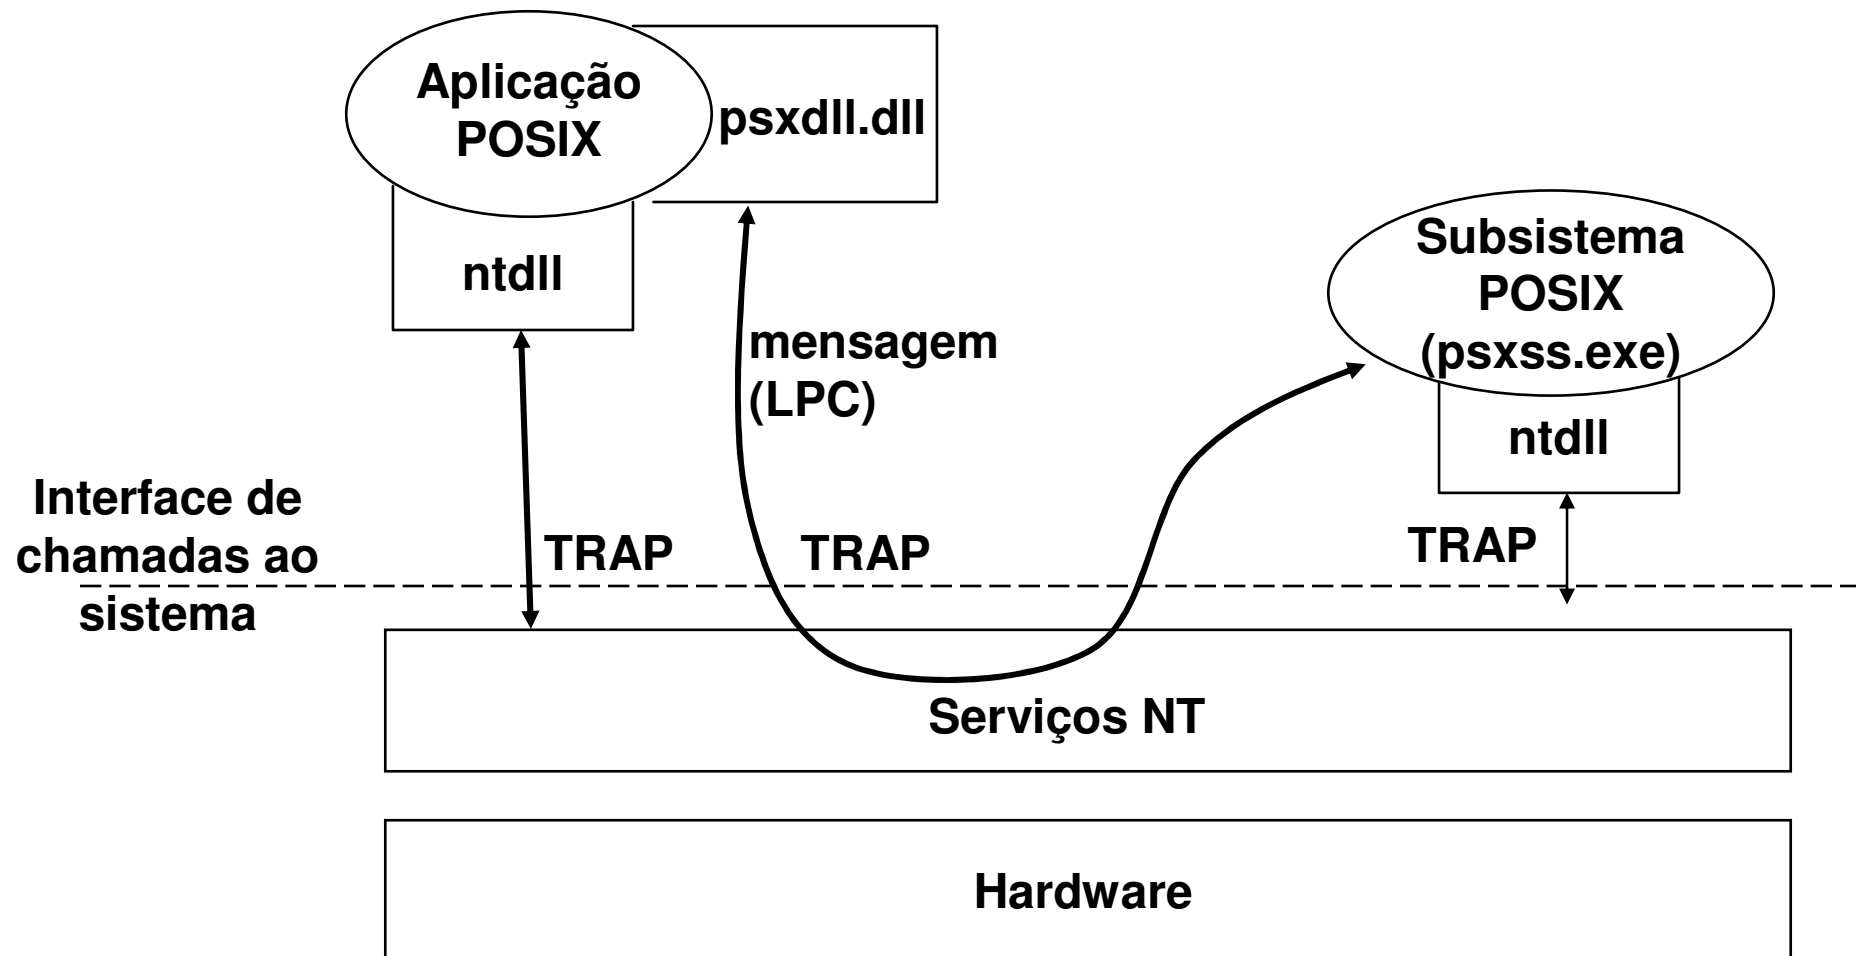 Aplicação
POSIX
psxdll.dll
ntdll
mensagem
(LPC)
Subsistema
POSIX
(psxss.exe)
ntdll
Interface de
chamadas ao
sistema
TRAP
TRAP
TRAP
Serviços NT
Hardware